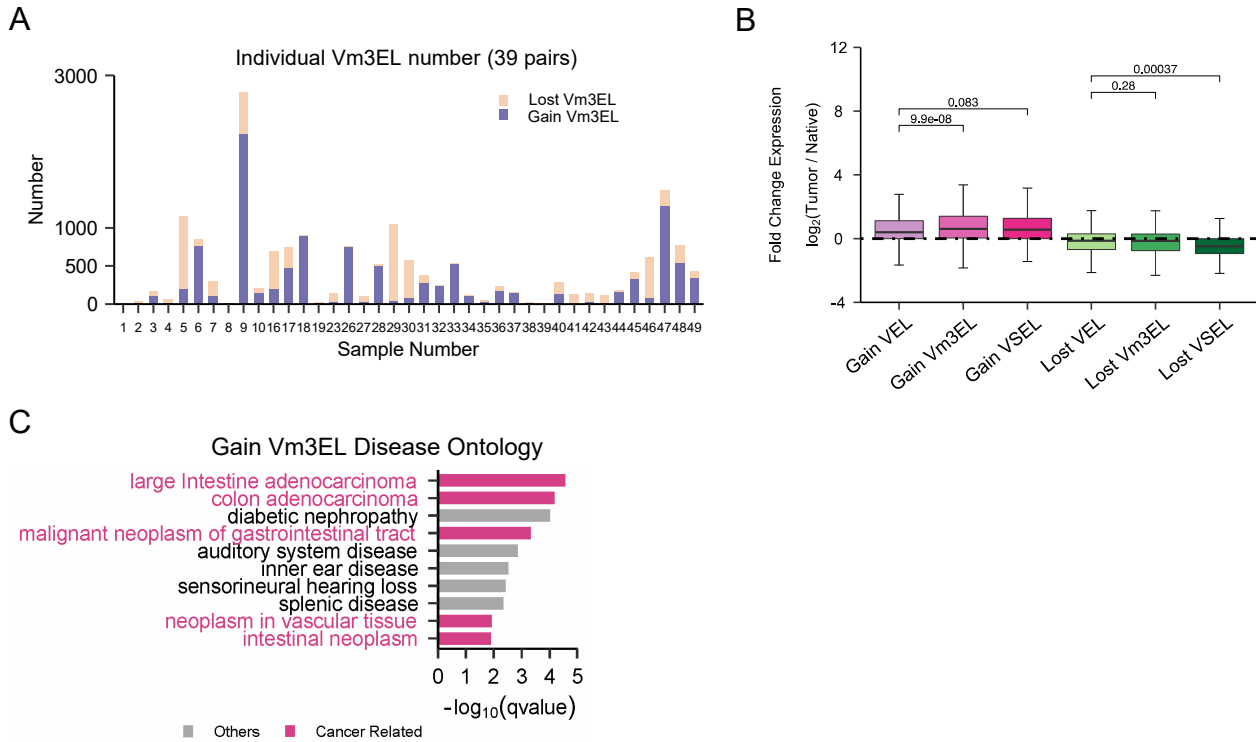 A
Individual Vm3EL number (39 pairs)
3000
1000
500
0
Number
Lost Vm3EL
Gain Vm3EL
1 2 3 4 5 6 7 8 9 10 16 17 18 19 23 26 27 28 29 30 31 32 33 34 35 36 37 38 39 40 41 42 43 44 45 46 47 48 49
Sample Number
B
Fold Change Expression
log₂(Tumor / Native)
12
8
4
0
-4
0.083
9.9e-08
0.00037
0.28
Gain VEL
Gain Vm3EL
Gain VSEL
Lost VEL
Lost Vm3EL
Lost VSEL
C
Gain Vm3EL Disease Ontology
large Intestine adenocarcinoma
colon adenocarcinoma
diabetic nephropathy
malignant neoplasm of gastrointestinal tract
auditory system disease
inner ear disease
sensorineural hearing loss
splenic disease
neoplasm in vascular tissue
intestinal neoplasm
0 1 2 3 4 5
-log₁₀(qvalue)
Others
Cancer Related